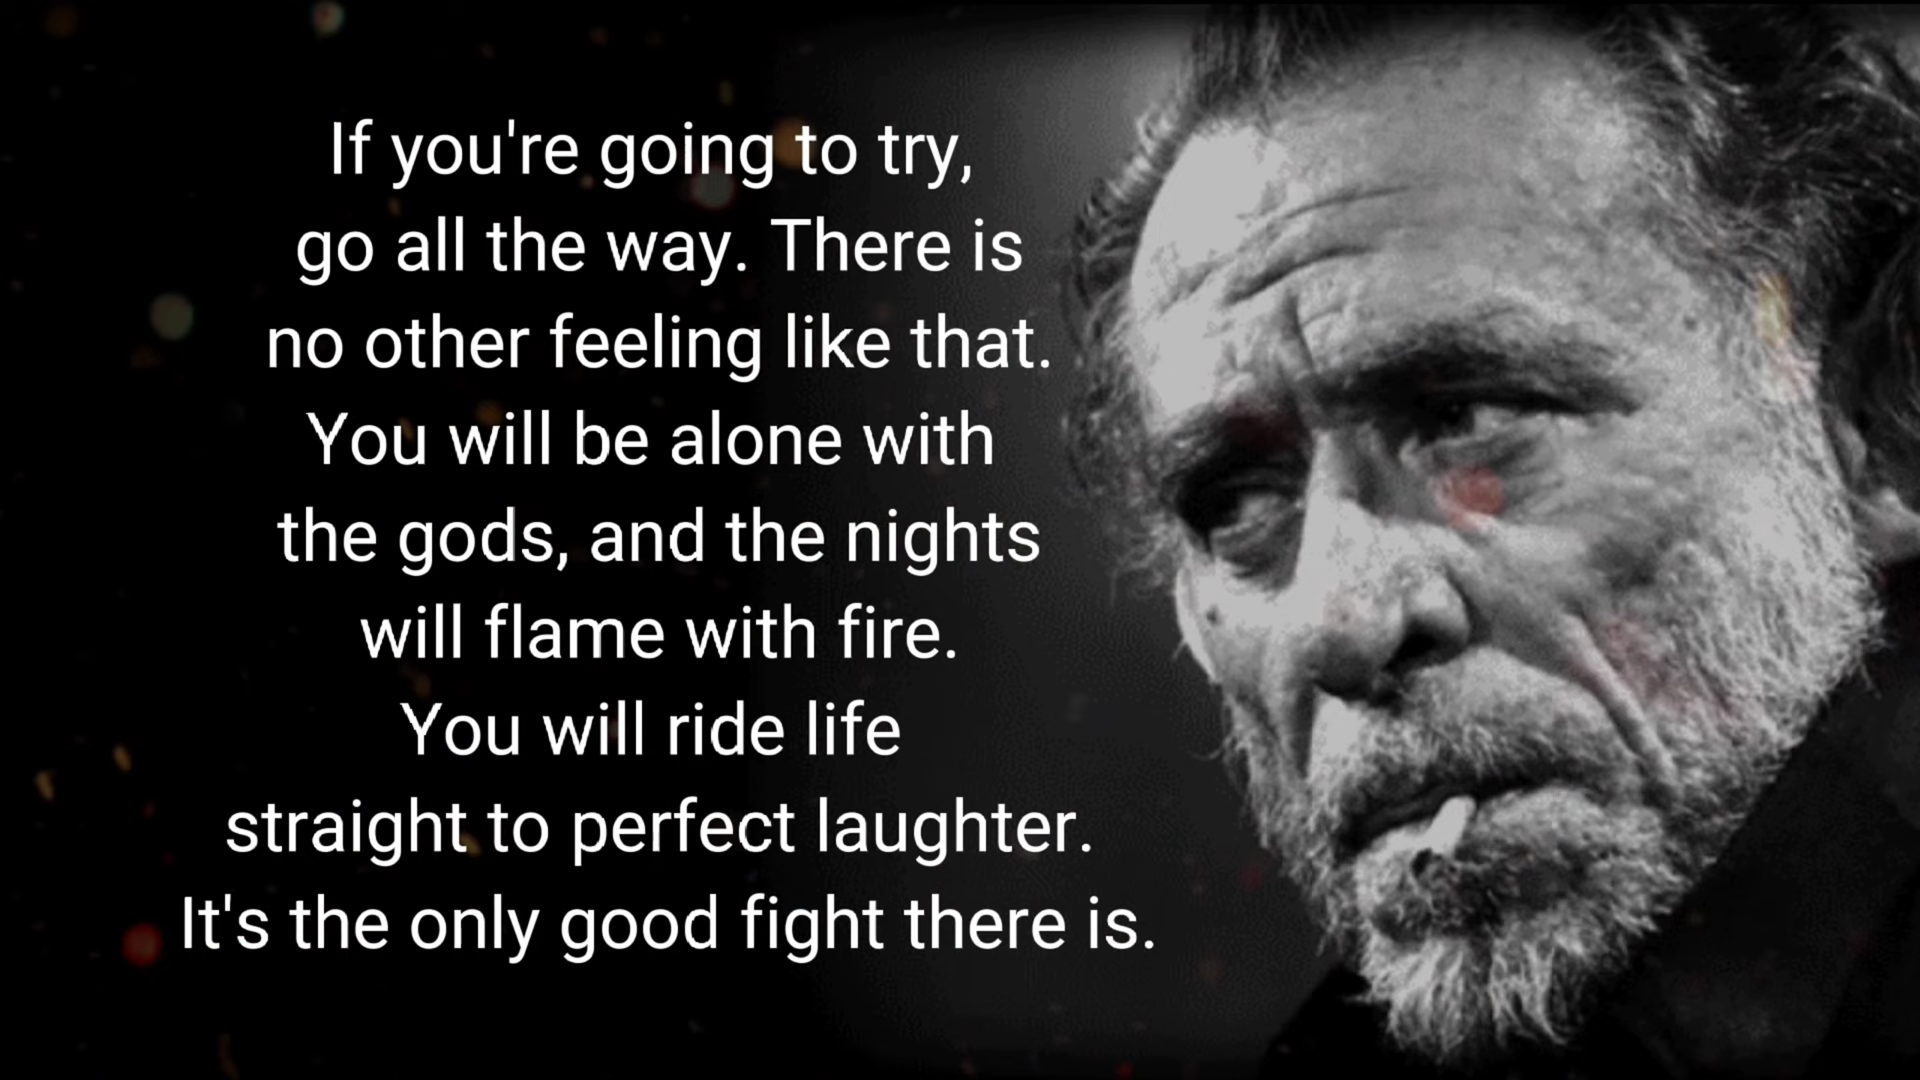 If you're going to try,
go all the way. There is
no other feeling like that.
You will be alone with
the gods, and the nights
will flame with fire.
You will ride life
straight to perfect laughter.
It's the only good fight there is.